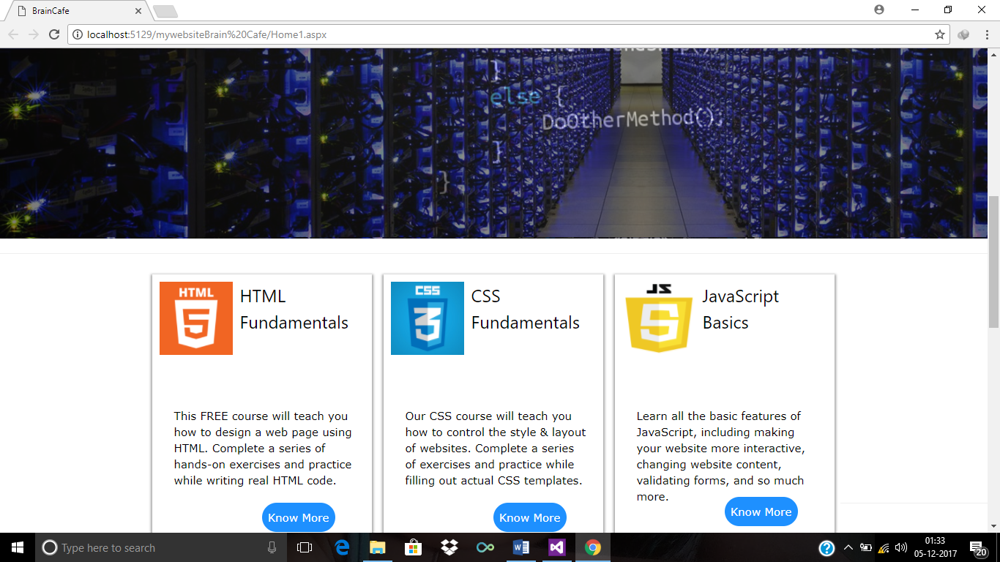 BrainCafe
localhost:5129/mywebsiteBrain%20Cafe/Home1.aspx
}
else {
DoOtherMethod();
}
}
HTML
HTML
Fundamentals
This FREE course will teach you
how to design a web page using
HTML. Complete a series of
hands-on exercises and practice
while writing real HTML code.
Know More
CSS
CSS
Fundamentals
Our CSS course will teach you
how to control the style & layout
of websites. Complete a series
of exercises and practice while
filling out actual CSS templates.
Know More
JS
JavaScript
Basics
Learn all the basic features of
JavaScript, including making
your website more interactive,
changing website content,
validating forms, and so much
more.
Know More
Type here to search
01:33
05-12-2017
20